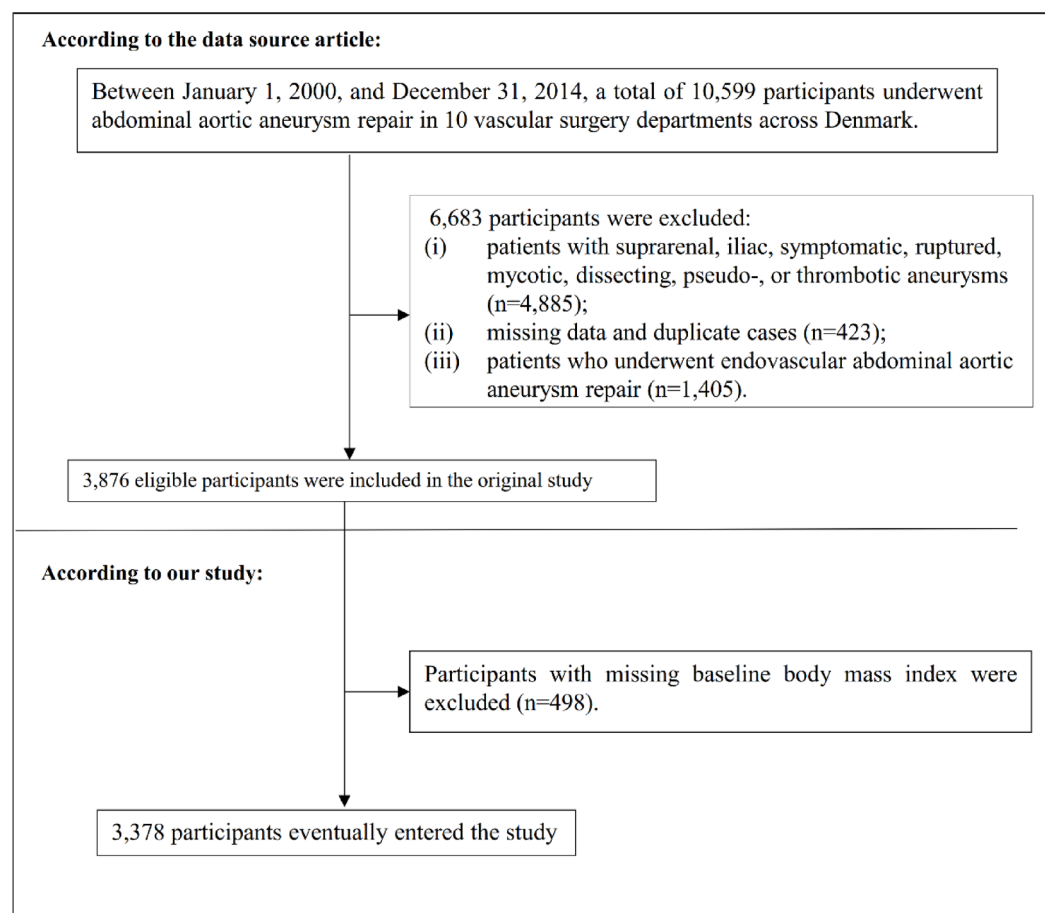 According to the data source article:
Between January 1, 2000, and December 31, 2014, a total of 10,599 participants underwent
abdominal aortic aneurysm repair in 10 vascular surgery departments across Denmark.
6,683 participants were excluded:
(i) patients with suprarenal, iliac, symptomatic, ruptured,
mycotic, dissecting, pseudo-, or thrombotic aneurysms
(n=4,885);
(ii) missing data and duplicate cases (n=423);
(iii) patients who underwent endovascular abdominal aortic
aneurysm repair (n=1,405).
3,876 eligible participants were included in the original study
According to our study:
Participants with missing baseline body mass index were
excluded (n=498).
3,378 participants eventually entered the study